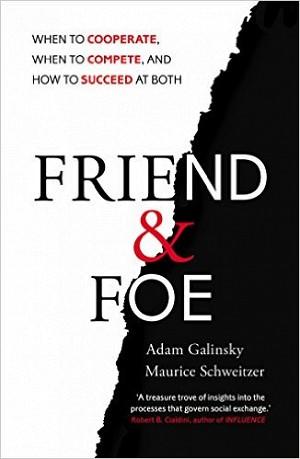 WHEN TO COOPERATE,
WHEN TO COMPETE, AND
HOW TO SUCCEED AT BOTH
FRIEND
&
FOE
Adam Galinsky
Maurice Schweitzer
'A treasure trove of insights into the
processes that govern social exchange.'
Robert B. Cialdini, author of INFLUENCE